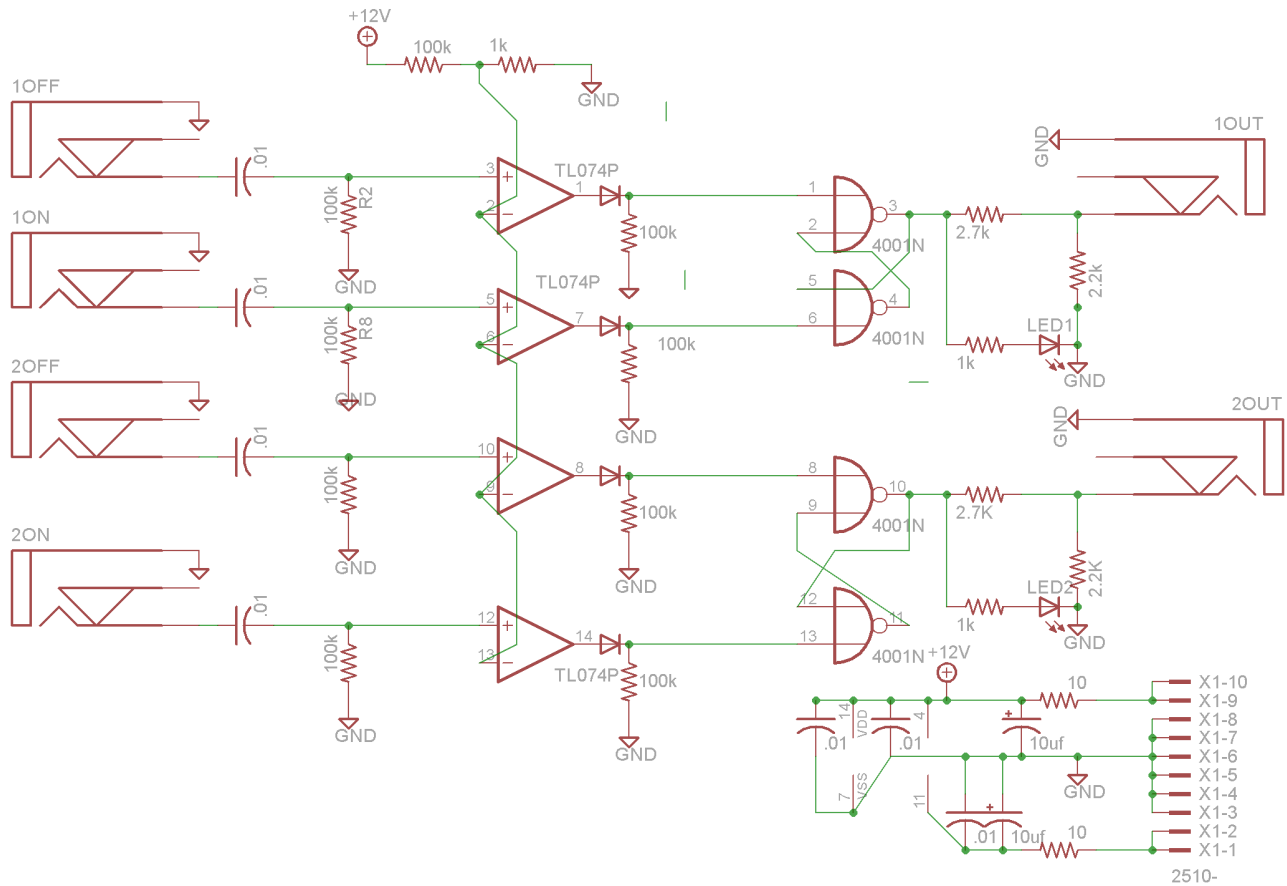 +12V
100k
1k
GND
1OFF
GND
1OUT
.01
3
+
TL074P
1
1
3
100k
R2
2
-
2
2.7k
4001N
100k
1ON
GND
2.2k
TL074P
5
4
.01
5
+
7
6
4001N
LED1
100k
R8
6
-
100k
1k
GND
2OFF
GND
2OUT
GND
GND
.01
10
+
8
8
10
100k
9
-
100k
9
2.7K
4001N
2ON
GND
GND
2.2K
LED2
.01
12
+
12
11
1k
14
13
GND
100k
13
-
TL074P
100k
4001N
+12V
10
X1-10
X1-9
GND
14
VDD
4
+
X1-8
.01
.01
10uf
X1-7
GND
X1-6
X1-5
7
VSS
11
GND
X1-4
+
X1-3
.01
10uf
10
X1-2
X1-1
2510-